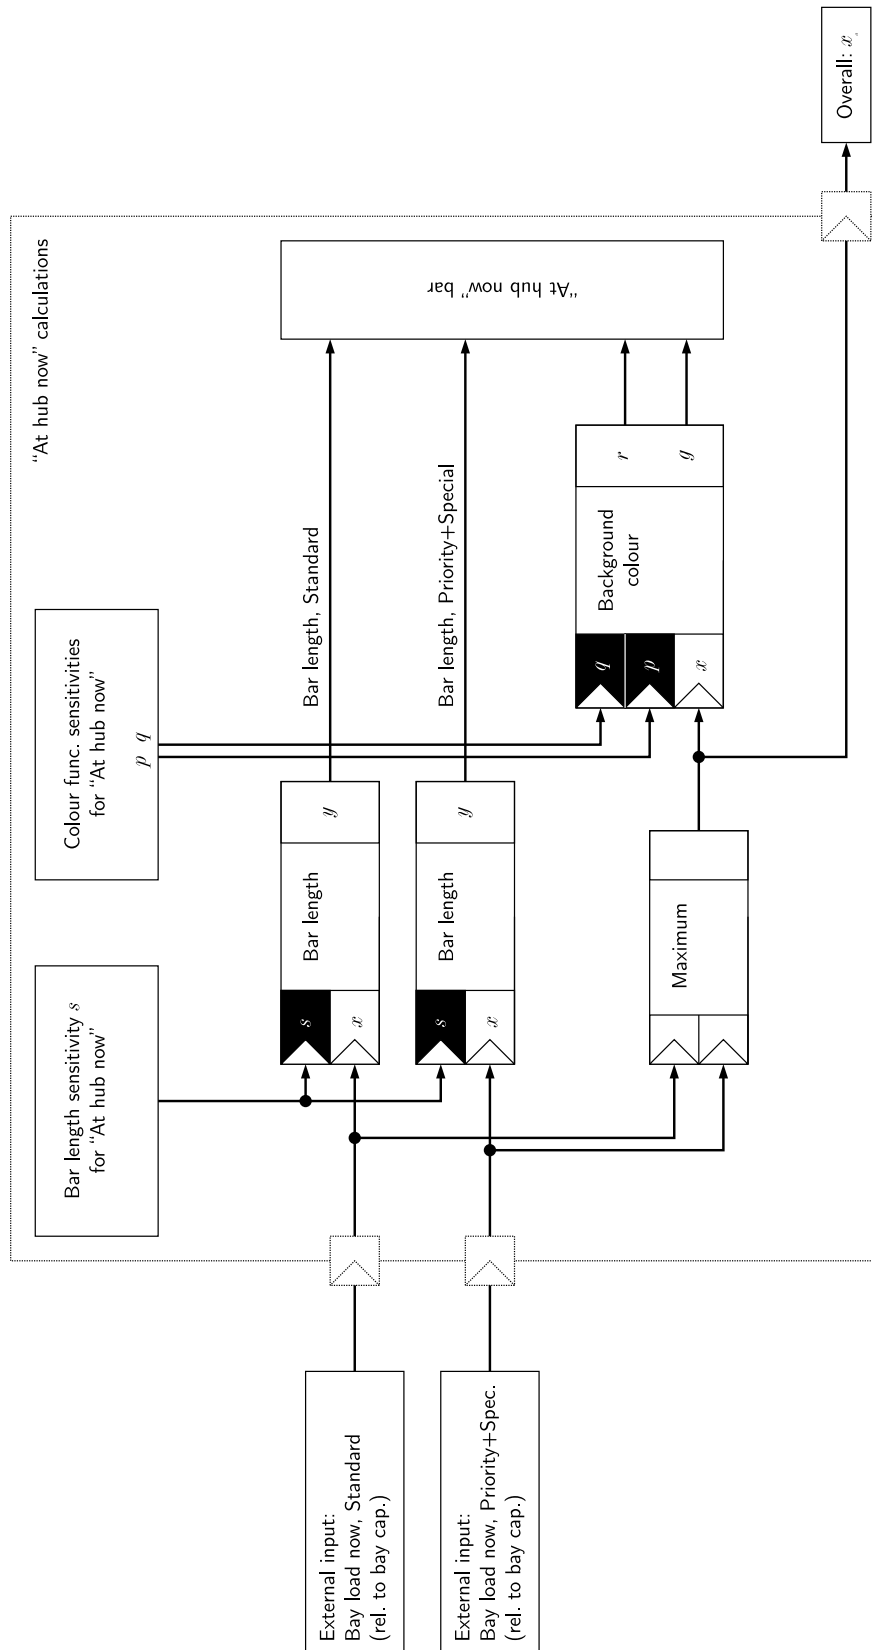 “At hub now” calculations
Bar length sensitivity s
for “At hub now”
Colour func. sensitivities
for “At hub now”
p q
External input:
Bay load now, Standard
(rel. to bay cap.)
External input:
Bay load now, Priority+Spec.
(rel. to bay cap.)
s
x
Bar length
y
Bar length, Standard
s
x
Bar length
y
Bar length, Priority+Special
“At hub now” bar
Maximum
q
p
x
Background
colour
r
g
Overall: x